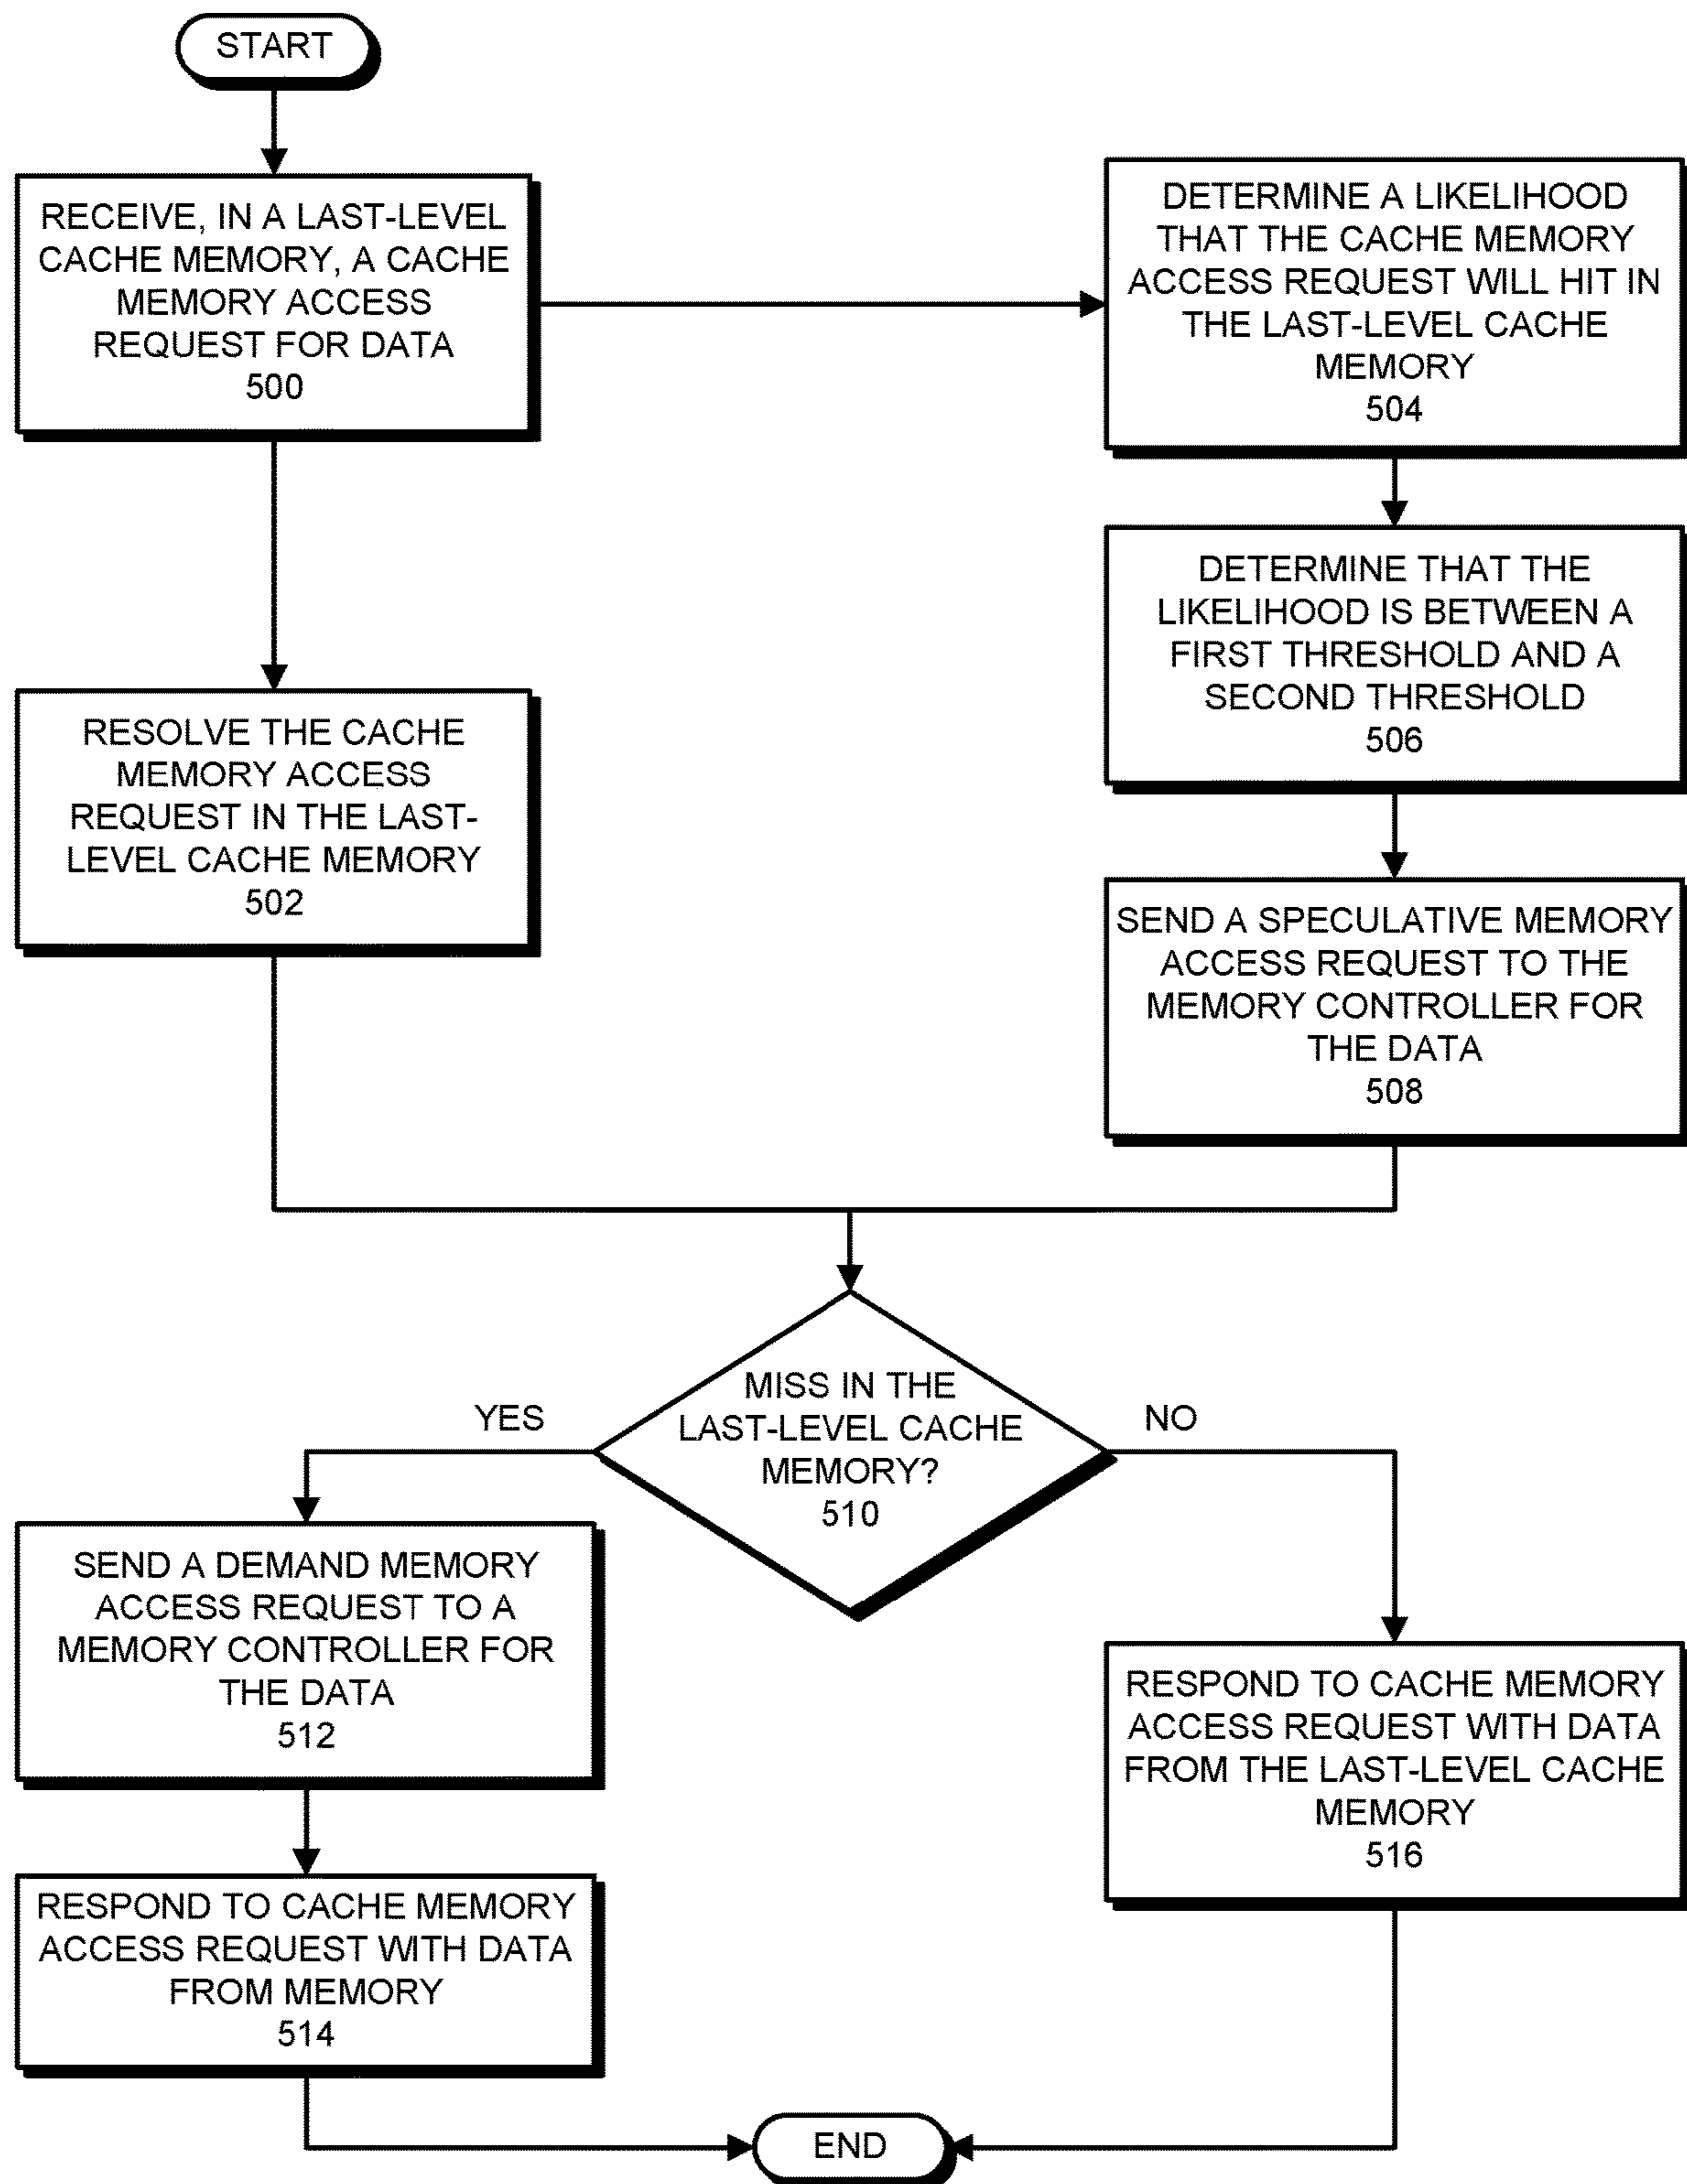 START
RECEIVE, IN A LAST-LEVEL
CACHE MEMORY, A CACHE
MEMORY ACCESS
REQUEST FOR DATA
500
DETERMINE A LIKELIHOOD
THAT THE CACHE MEMORY
ACCESS REQUEST WILL HIT IN
THE LAST-LEVEL CACHE
MEMORY
504
RESOLVE THE CACHE
MEMORY ACCESS
REQUEST IN THE LAST-
LEVEL CACHE MEMORY
502
DETERMINE THAT THE
LIKELIHOOD IS BETWEEN A
FIRST THRESHOLD AND A
SECOND THRESHOLD
506
SEND A SPECULATIVE MEMORY
ACCESS REQUEST TO THE
MEMORY CONTROLLER FOR
THE DATA
508
MISS IN THE
LAST-LEVEL CACHE
MEMORY?
510
YES
NO
SEND A DEMAND MEMORY
ACCESS REQUEST TO A
MEMORY CONTROLLER FOR
THE DATA
512
RESPOND TO CACHE MEMORY
ACCESS REQUEST WITH DATA
FROM MEMORY
514
RESPOND TO CACHE MEMORY
ACCESS REQUEST WITH DATA
FROM THE LAST-LEVEL CACHE
MEMORY
516
END